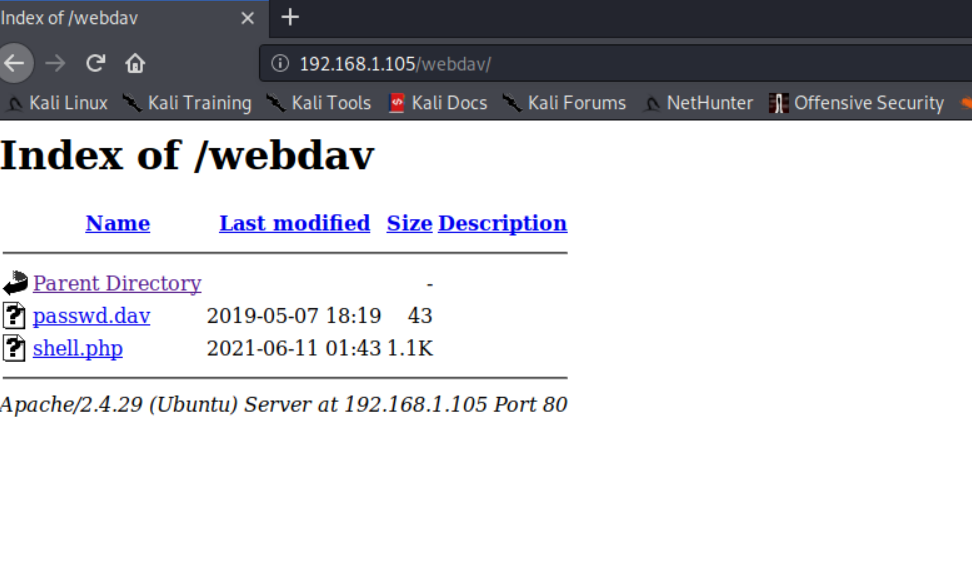 Index of /webdav
192.168.1.105/webdav/
Kali Linux Kali Training Kali Tools Kali Docs Kali Forums NetHunter Offensive Security
Index of /webdav
Name Last modified Size Description
Parent Directory -
passwd.dav 2019-05-07 18:19 43
shell.php 2021-06-11 01:43 1.1K
Apache/2.4.29 (Ubuntu) Server at 192.168.1.105 Port 80